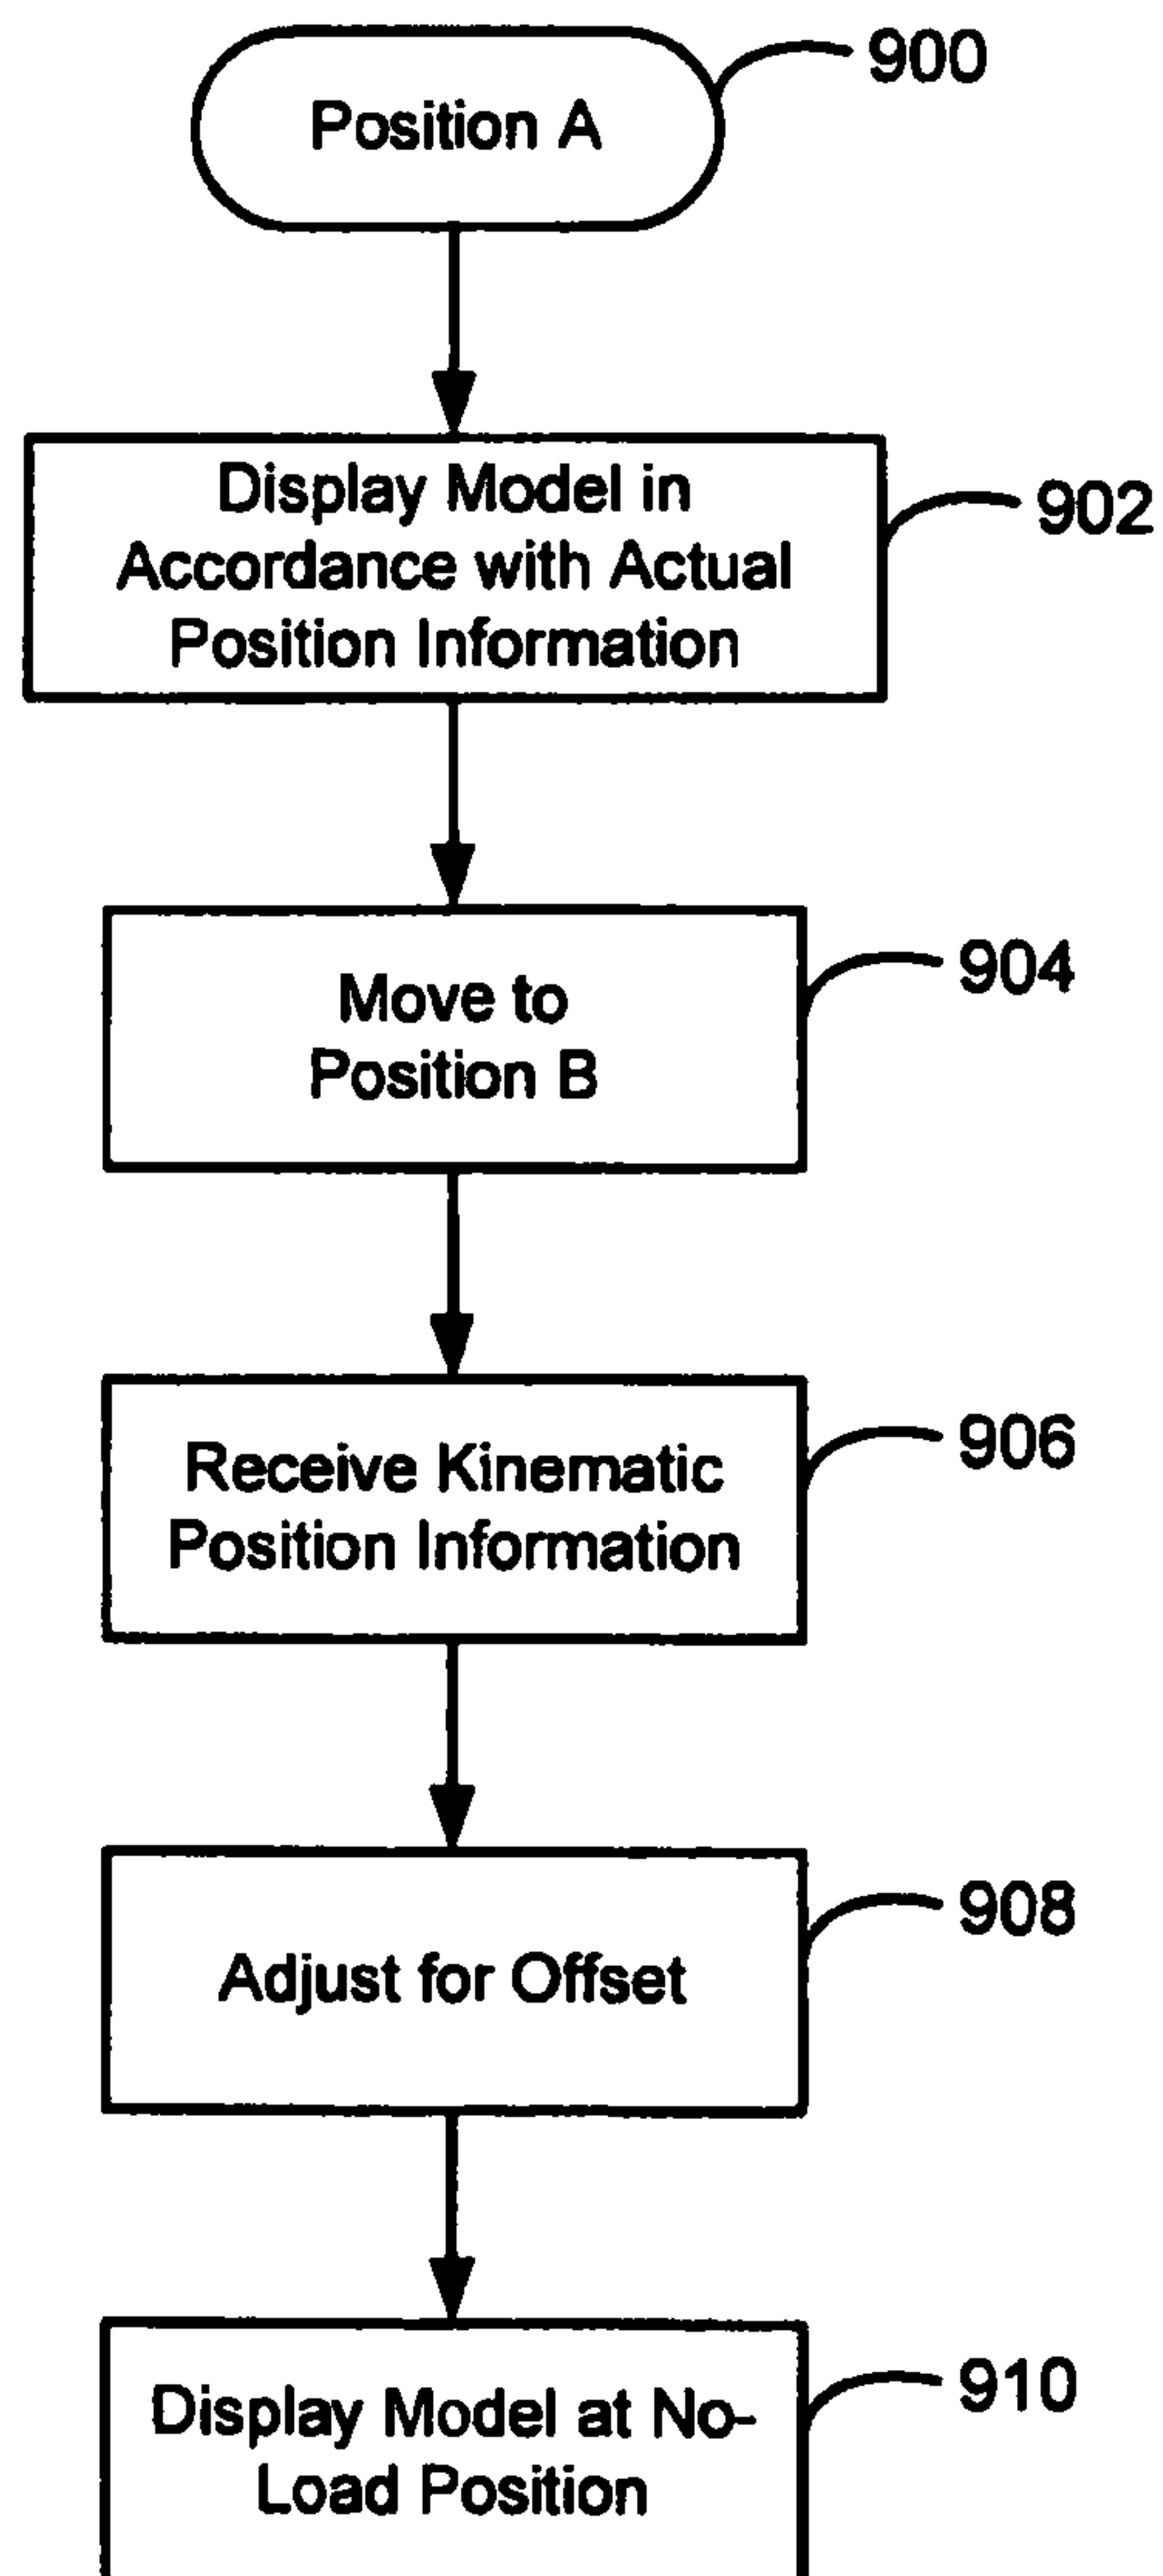 Position A
900
Display Model in
Accordance with Actual
Position Information
902
Move to
Position B
904
Receive Kinematic
Position Information
906
Adjust for Offset
908
Display Model at No-
Load Position
910